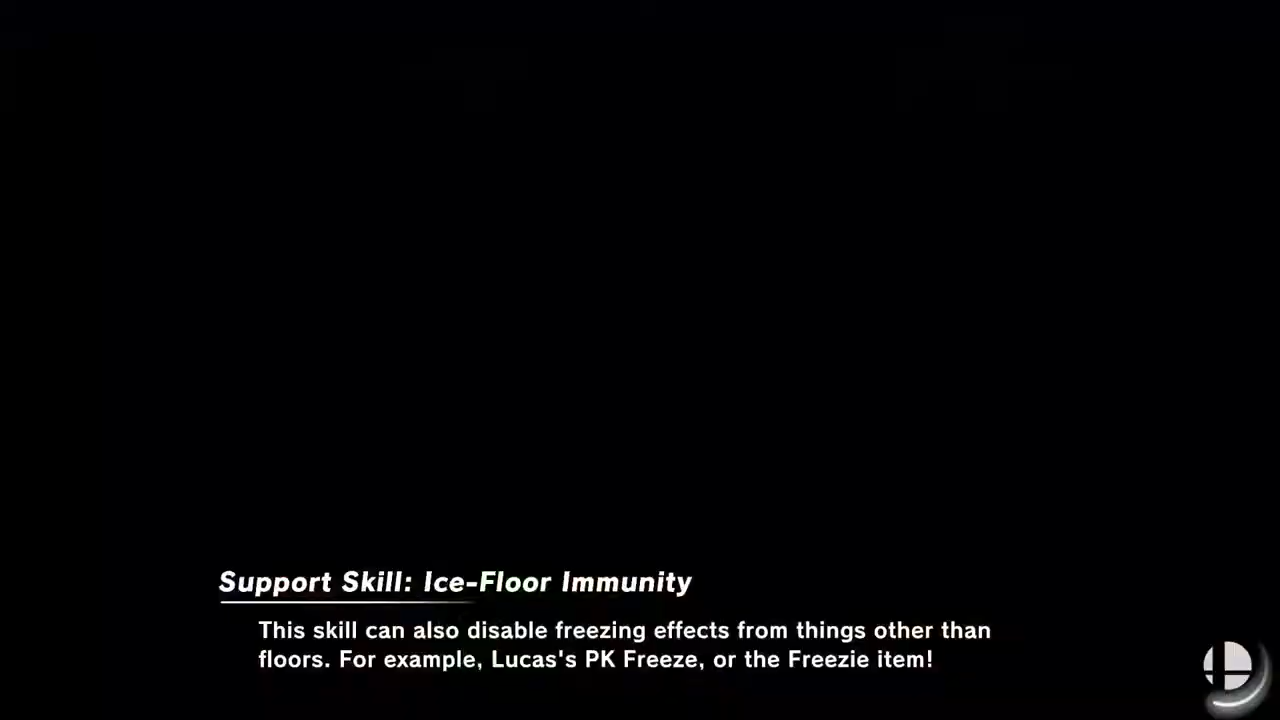 Support Skill: Ice-Floor Immunity
This skill can also disable freezing effects from things other than
floors. For example, Lucas's PK Freeze, or the Freezie item!